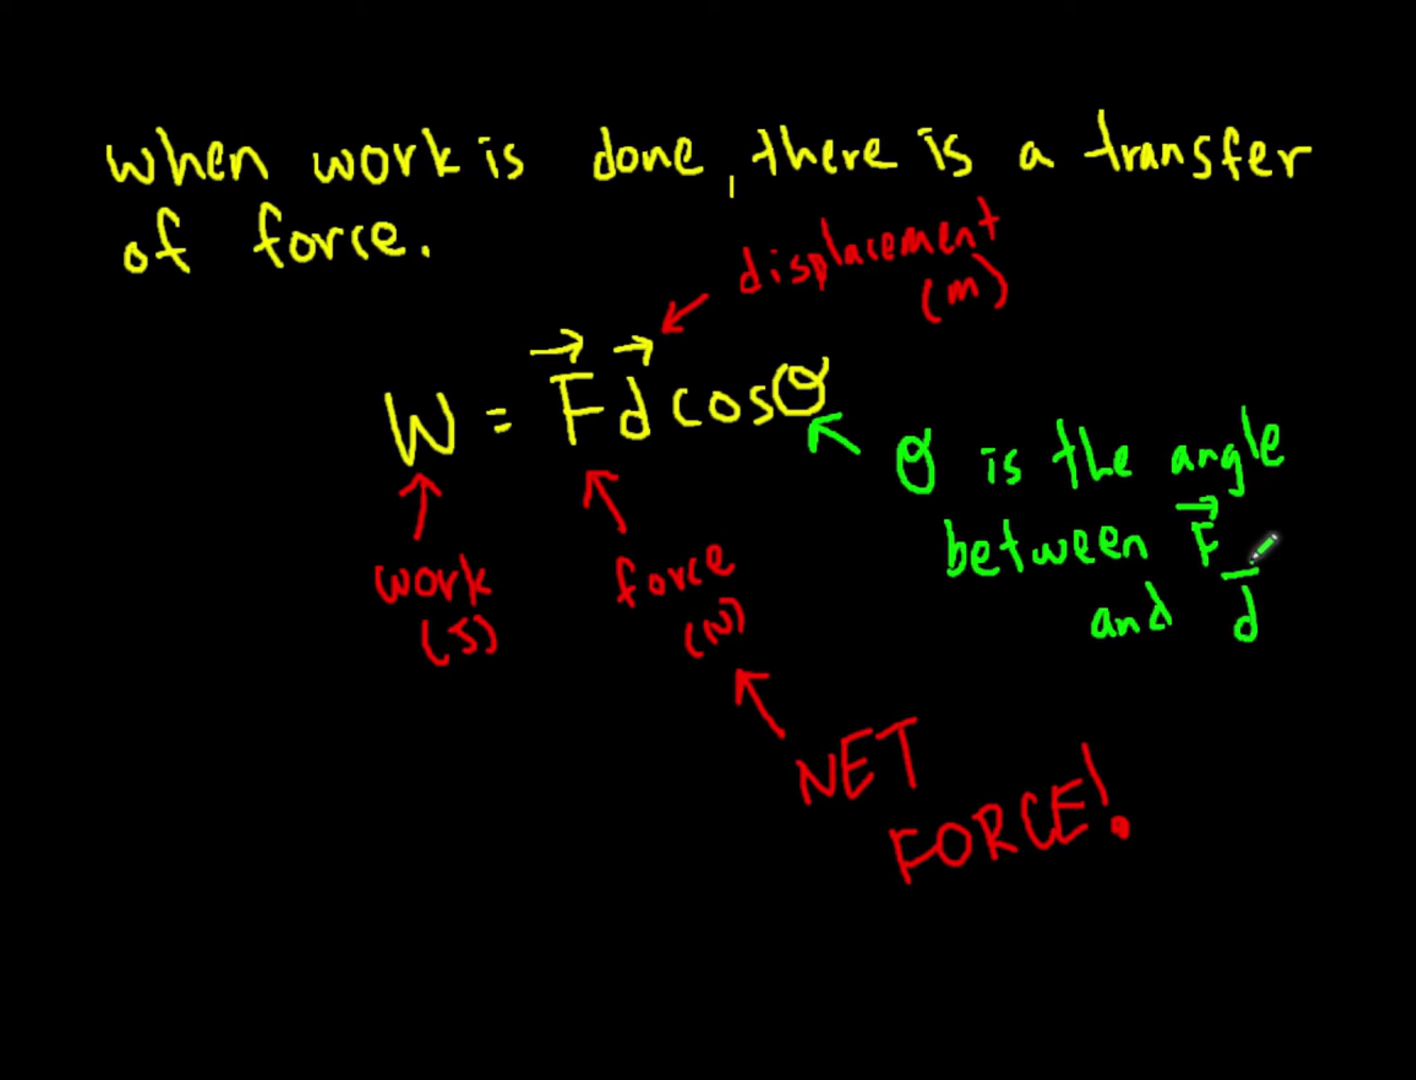 when work is done, there is a transfer
of force.
displacement
(m)
W = F⃗ d⃗ cosθ
θ is the angle
between F⃗
and d
work
(J)
force
(N)
NET
FORCE!